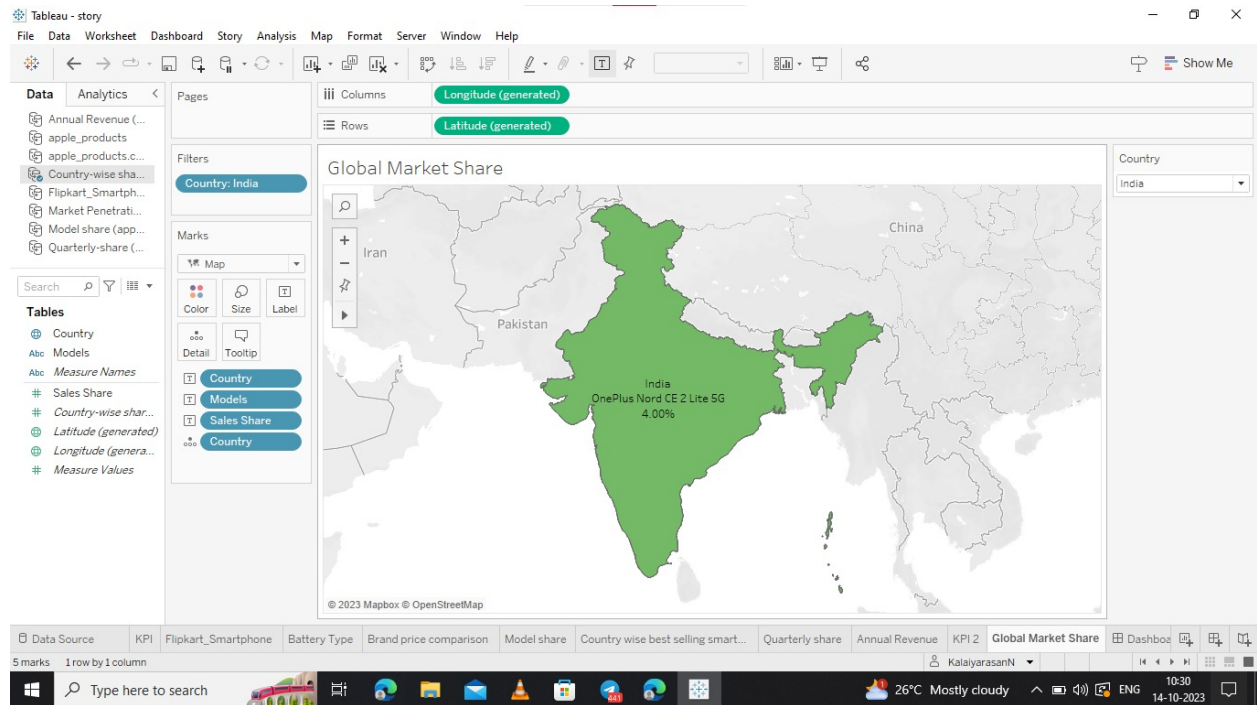 Tableau - story
File Data Worksheet Dashboard Story Analysis Map Format Server Window Help
Show Me
Data Analytics
Annual Revenue (...
apple_products
apple_products.c...
Country-wise sha...
Flipkart_Smartph...
Market Penetrati...
Model share (app...
Quarterly-share (...
Search
Tables
Country
Abc Models
Abc Measure Names
# Sales Share
# Country-wise shar...
Latitude (generated)
Longitude (genera...
# Measure Values
Pages
Filters
Country: India
Marks
Map
Color Size Label
Detail Tooltip
Country
Models
Sales Share
Country
Columns Longitude (generated)
Rows Latitude (generated)
Global Market Share
Iran
China
Pakistan
India
OnePlus Nord CE 2 Lite 5G
4.00%
© 2023 Mapbox © OpenStreetMap
Country
India
Data Source KPI Flipkart_Smartphone Battery Type Brand price comparison Model share Country wise best selling smart... Quarterly share Annual Revenue KPI 2 Global Market Share Dashboa
5 marks 1 row by 1 column KalaiyarasanN
Type here to search 26°C Mostly cloudy ENG 10:30
14-10-2023